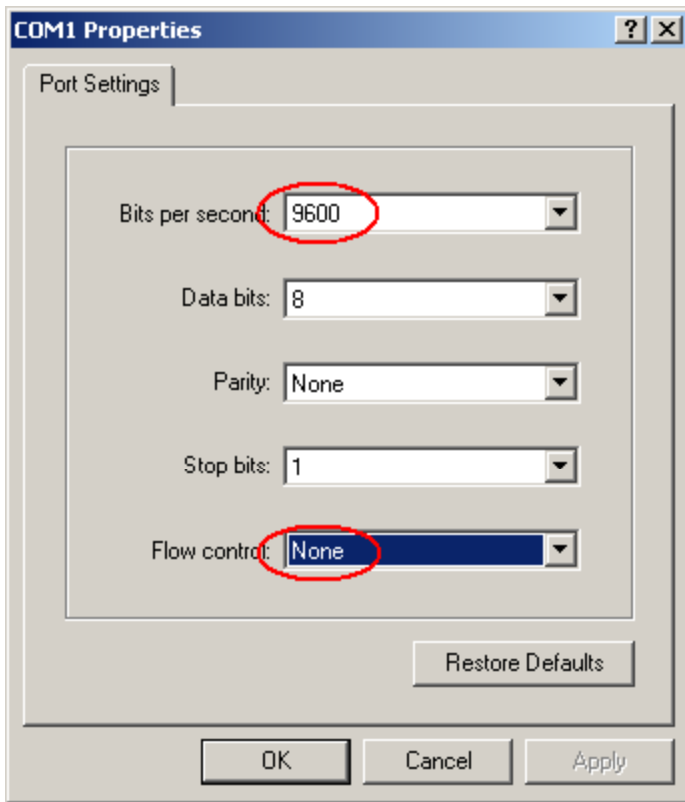 COM1 Properties
Port Settings
Bits per second: 9600
Data bits: 8
Parity: None
Stop bits: 1
Flow control: None
Restore Defaults
OK Cancel Apply